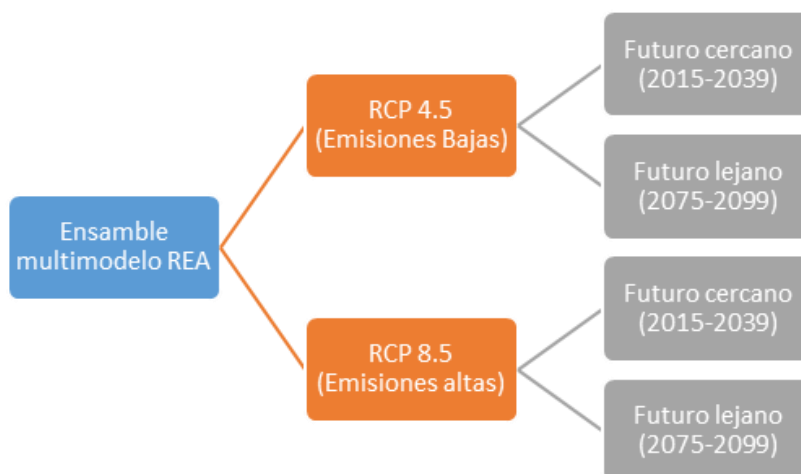 Ensamble
multimodelo REA
RCP 4.5
(Emisiones Bajas)
Futuro cercano
(2015-2039)
Futuro lejano
(2075-2099)
RCP 8.5
(Emisiones altas)
Futuro cercano
(2015-2039)
Futuro lejano
(2075-2099)